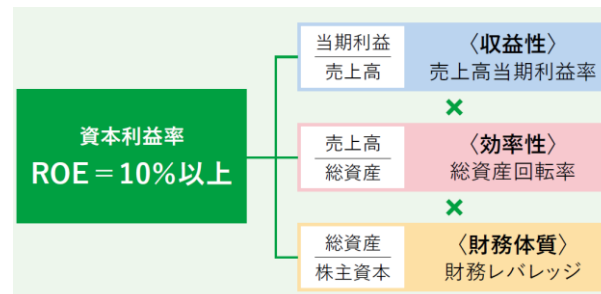 資本利益率
ROE＝10%以上
当期利益
売上高
〈収益性〉
売上高当期利益率
×
売上高
総資産
〈効率性〉
総資産回転率
×
総資産
株主資本
〈財務体質〉
財務レバレッジ